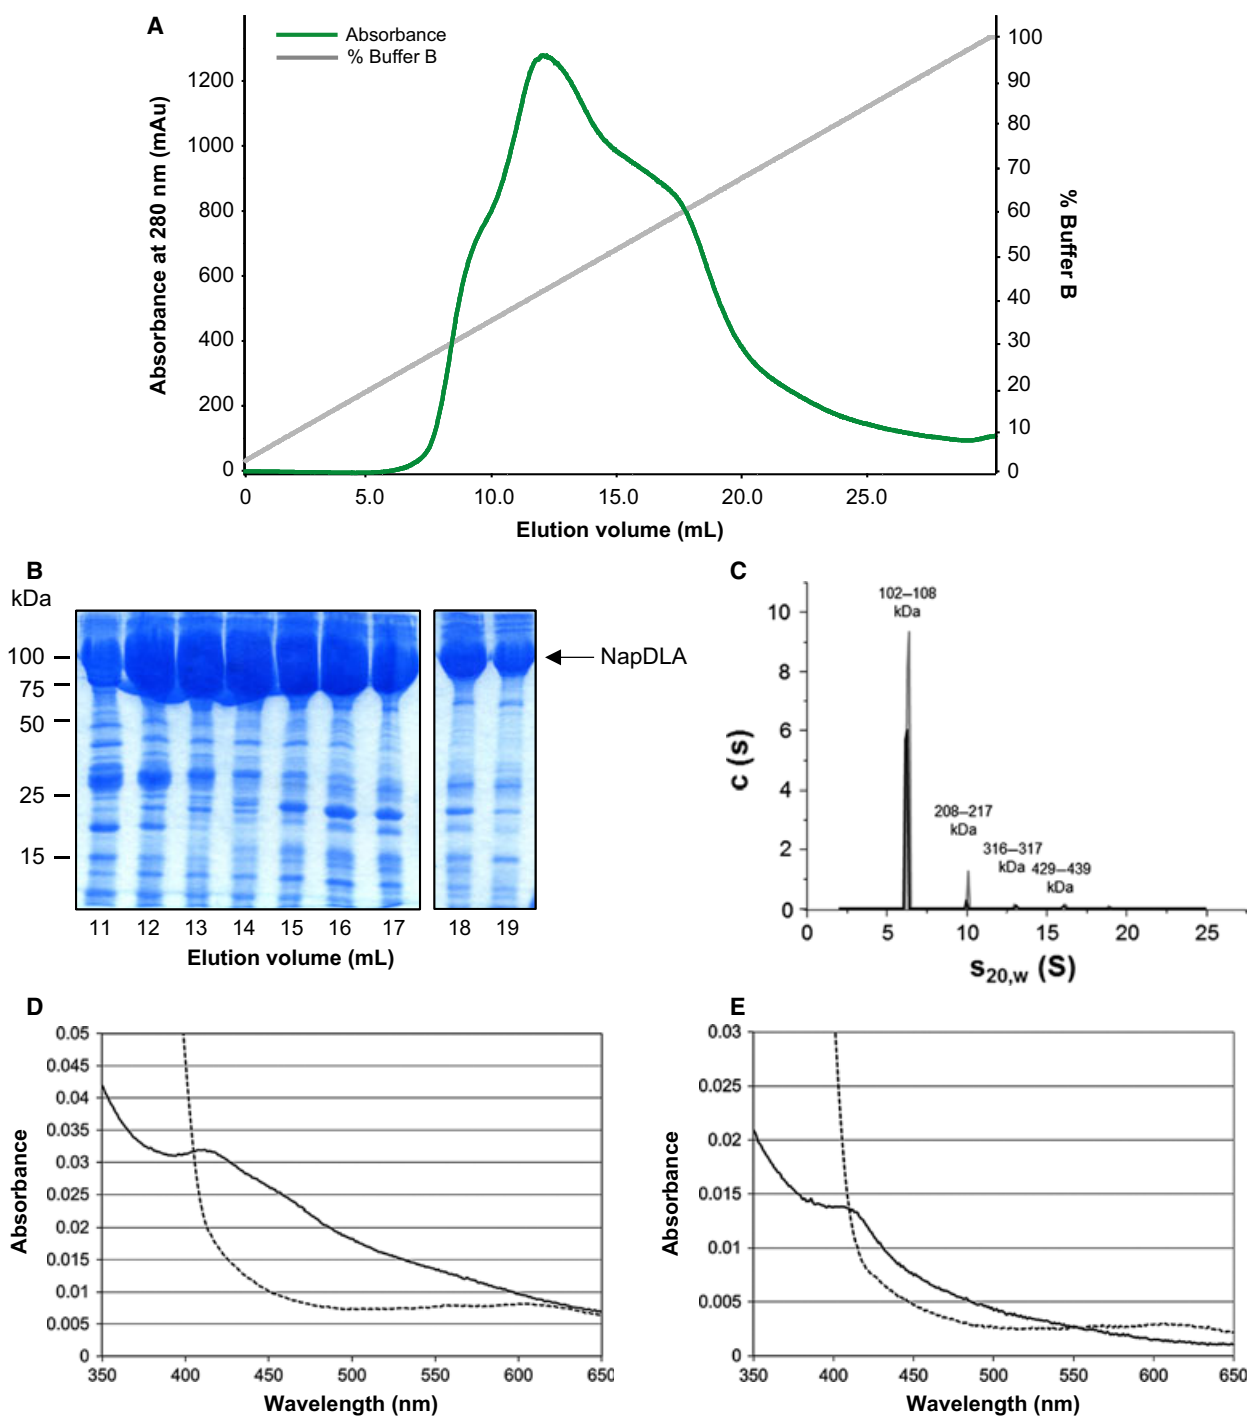 A
Absorbance
% Buffer B
Absorbance at 280 nm (mAu)
1200
1000
800
600
400
200
0
100
90
80
70
60
50
40
30
20
10
0
% Buffer B
0 5.0 10.0 15.0 20.0 25.0
Elution volume (mL)
B
kDa
100
75
50
25
15
NapDLA
11 12 13 14 15 16 17 18 19
Elution volume (mL)
C
c (s)
10
8
6
4
2
0
102–108
kDa
208–217
kDa
316–317
kDa
429–439
kDa
0 5 10 15 20 25
s20,w (S)
D
Absorbance
0.05
0.045
0.04
0.035
0.03
0.025
0.02
0.015
0.01
0.005
0
350 400 450 500 550 600 650
Wavelength (nm)
E
Absorbance
0.03
0.025
0.02
0.015
0.01
0.005
0
350 400 450 500 550 600 650
Wavelength (nm)